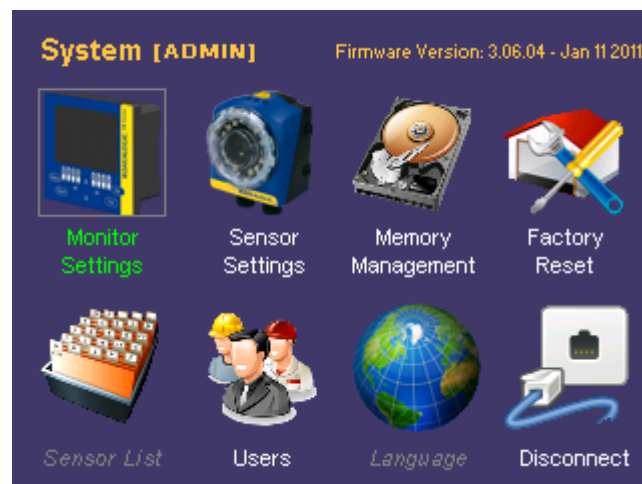 System [ADMIN]
Firmware Version: 3.06.04 - Jan 11 2011
Monitor Settings
Sensor Settings
Memory Management
Factory Reset
Sensor List
Users
Language
Disconnect